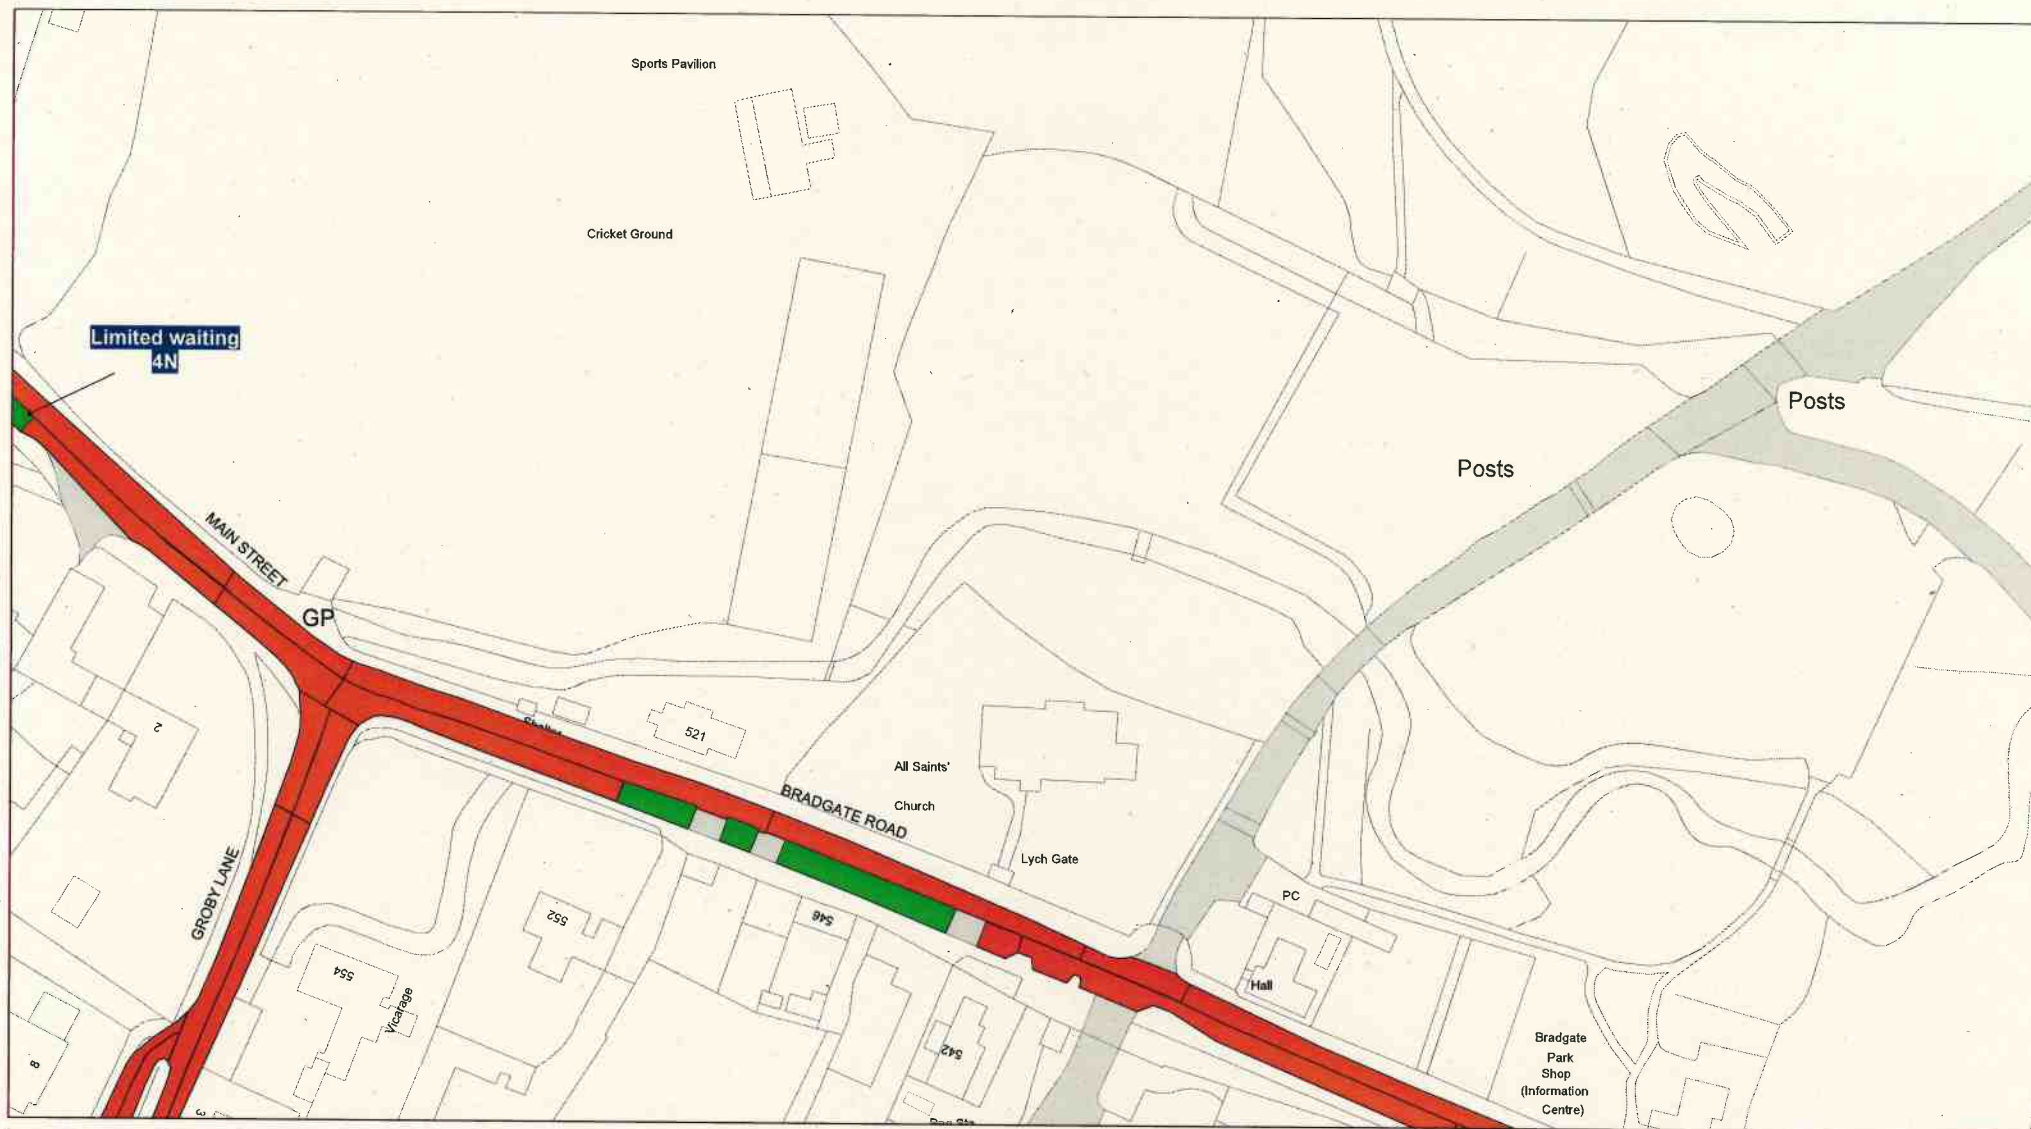 Sports Pavilion
Cricket Ground
Limited waiting
4N
Posts
Posts
MAIN STREET
GP
521
2
All Saints'
BRADGATE ROAD
Church
Lych Gate
GROBY LANE
PC
546
552
554
Vicarage
Hall
542
8
3
Bradgate
Park
Shop
(Information
Centre)